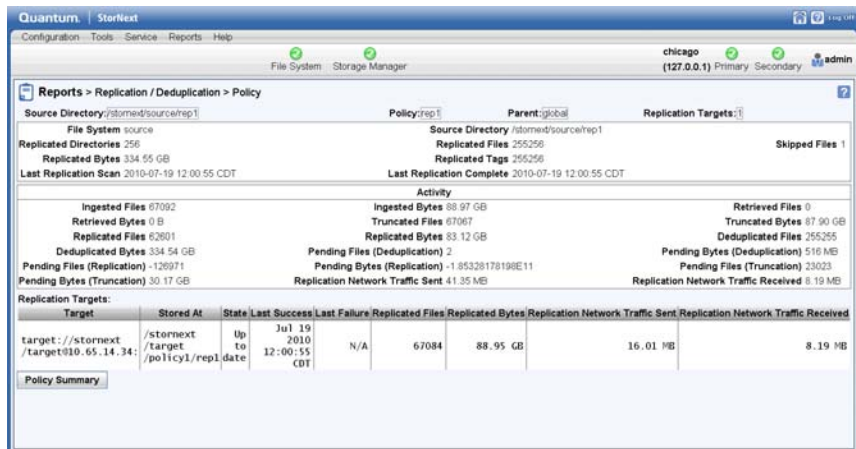 Quantum. StorNext Log Off
Configuration Tools Service Reports Help
File System Storage Manager chicago (127.0.0.1) Primary Secondary admin
Reports > Replication / Deduplication > Policy
Source Directory:/stornext/source/rep1 Policy:rep1 Parent:global Replication Targets:1
File System source Source Directory /stornext/source/rep1
Replicated Directories 256 Replicated Files 255256 Skipped Files 1
Replicated Bytes 334.55 GB Replicated Tags 255256
Last Replication Scan 2010-07-19 12:00:55 CDT Last Replication Complete 2010-07-19 12:00:55 CDT
Activity
Ingested Files 67092 Ingested Bytes 88.97 GB Retrieved Files 0
Retrieved Bytes 0 B Truncated Files 67067 Truncated Bytes 87.90 GB
Replicated Files 62601 Replicated Bytes 83.12 GB Deduplicated Files 255255
Deduplicated Bytes 334.54 GB Pending Files (Deduplication) 2 Pending Bytes (Deduplication) 516 MB
Pending Files (Replication) -126971 Pending Bytes (Replication) -1.85328178198E11 Pending Files (Truncation) 23023
Pending Bytes (Truncation) 30.17 GB Replication Network Traffic Sent 41.35 MB Replication Network Traffic Received 8.19 MB
Replication Targets:
Target Stored At State Last Success Last Failure Replicated Files Replicated Bytes Replication Network Traffic Sent Replication Network Traffic Received
target://stornext/target@10.65.14.34: /stornext/target/policy1/rep1 Up to date Jul 19 2010 12:00:55 CDT N/A 67084 88.95 GB 16.01 MB 8.19 MB
Policy Summary